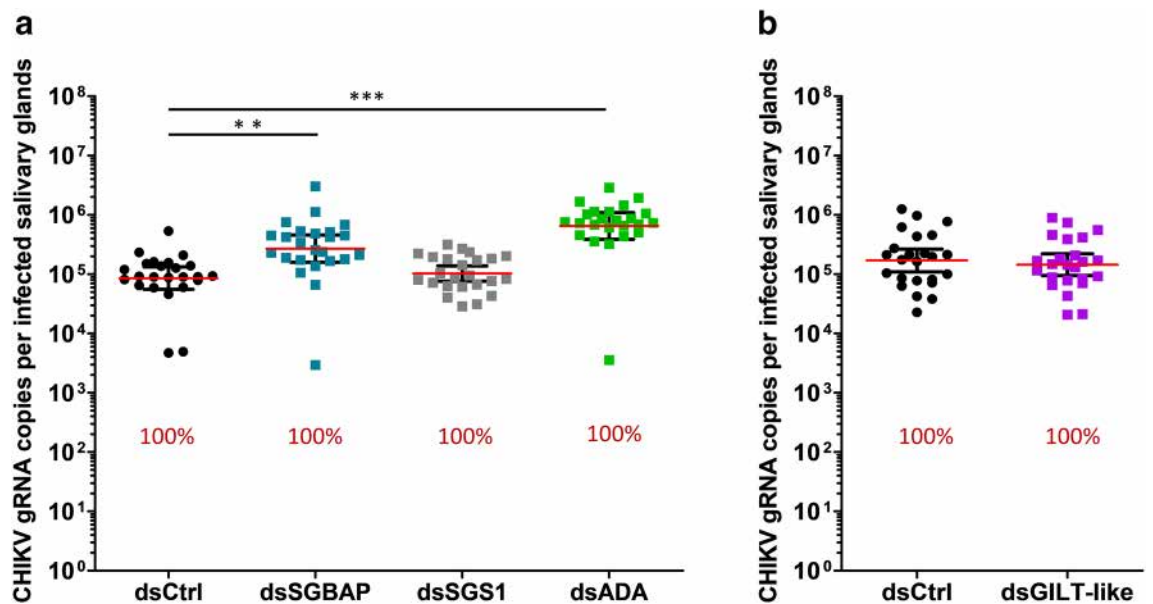 a
b
CHIKV gRNA copies per infected salivary glands
10⁸
10⁷
10⁶
10⁵
10⁴
10³
10²
10¹
10⁰
***
**
100%
100%
100%
100%
dsCtrl
dsSGBAP
dsSGS1
dsADA
CHIKV gRNA copies per infected salivary glands
10⁸
10⁷
10⁶
10⁵
10⁴
10³
10²
10¹
10⁰
100%
100%
dsCtrl
dsGILT-like